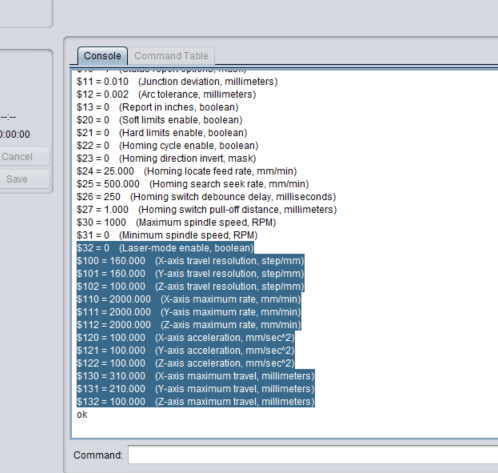 Console
Command Table
$10 = 1 (Status report options, mask)
$11 = 0.010 (Junction deviation, millimeters)
$12 = 0.002 (Arc tolerance, millimeters)
$13 = 0 (Report in inches, boolean)
$20 = 0 (Soft limits enable, boolean)
$21 = 0 (Hard limits enable, boolean)
$22 = 0 (Homing cycle enable, boolean)
$23 = 0 (Homing direction invert, mask)
$24 = 25.000 (Homing locate feed rate, mm/min)
$25 = 500.000 (Homing search seek rate, mm/min)
$26 = 250 (Homing switch debounce delay, milliseconds)
$27 = 1.000 (Homing switch pull-off distance, millimeters)
$30 = 1000 (Maximum spindle speed, RPM)
$31 = 0 (Minimum spindle speed, RPM)
$32 = 0 (Laser-mode enable, boolean)
$100 = 160.000 (X-axis travel resolution, step/mm)
$101 = 160.000 (Y-axis travel resolution, step/mm)
$102 = 100.000 (Z-axis travel resolution, step/mm)
$110 = 2000.000 (X-axis maximum rate, mm/min)
$111 = 2000.000 (Y-axis maximum rate, mm/min)
$112 = 2000.000 (Z-axis maximum rate, mm/min)
$120 = 100.000 (X-axis acceleration, mm/sec^2)
$121 = 100.000 (Y-axis acceleration, mm/sec^2)
$122 = 100.000 (Z-axis acceleration, mm/sec^2)
$130 = 310.000 (X-axis maximum travel, millimeters)
$131 = 210.000 (Y-axis maximum travel, millimeters)
$132 = 100.000 (Z-axis maximum travel, millimeters)
ok
Command:
--:--
0:00:00
Cancel
Save